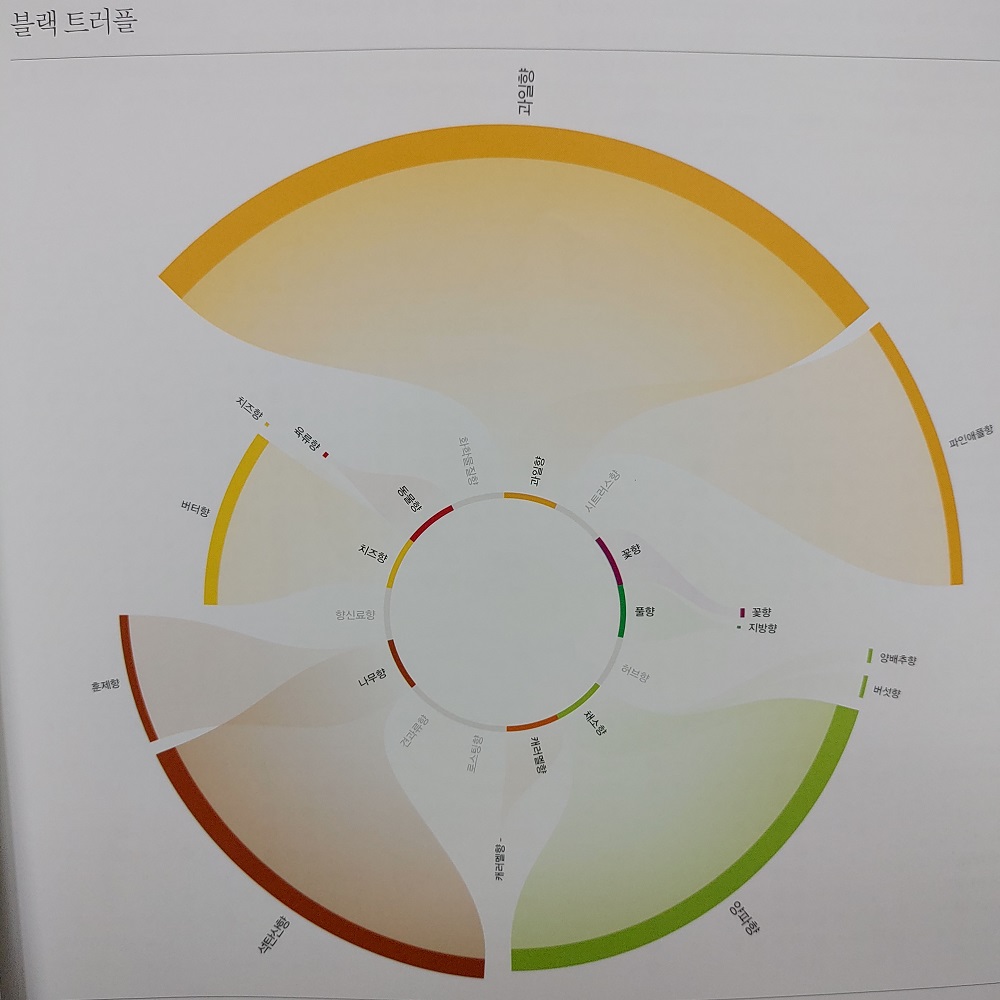 블랙 트러플
과일향
파인애플향
치즈향
육류향
화학물질향
과일향
시트러스향
동물향
버터향
치즈향
꽃향
향신료향
풀향
꽃향
지방향
훈제향
나무향
허브향
양배추향
버섯향
견과류향
로스팅향
캐러멜향
채소향
캐러멜향 -
석탄산향
양파향